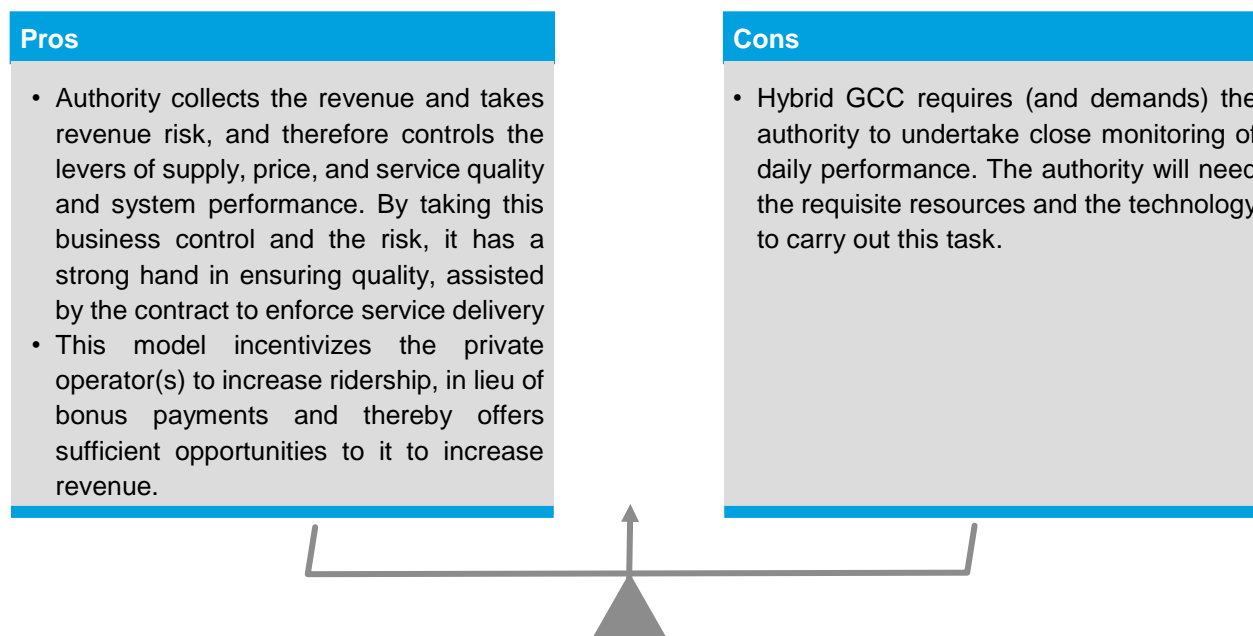 Pros
• Authority collects the revenue and takes
revenue risk, and therefore controls the
levers of supply, price, and service quality
and system performance. By taking this
business control and the risk, it has a
strong hand in ensuring quality, assisted
by the contract to enforce service delivery
• This model incentivizes the private
operator(s) to increase ridership, in lieu of
bonus payments and thereby offers
sufficient opportunities to it to increase
revenue.
Cons
• Hybrid GCC requires (and demands) the
authority to undertake close monitoring of
daily performance. The authority will need
the requisite resources and the technology
to carry out this task.